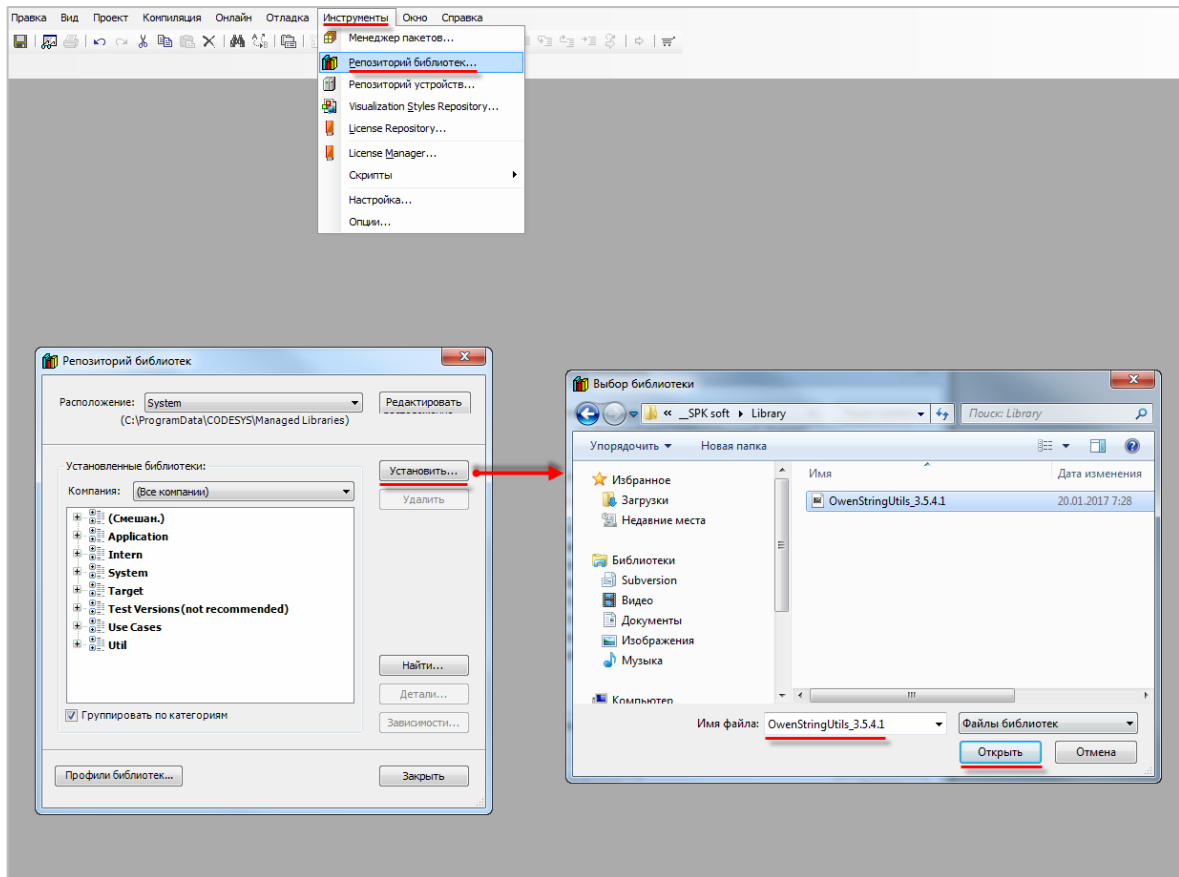 Правка Вид Проект Компиляция Онлайн Отладка Инструменты Окно Справка
Менеджер пакетов...
Репозиторий библиотек...
Репозиторий устройств...
Visualization Styles Repository...
License Repository...
License Manager...
Скрипты
Настройка...
Опции...
Репозиторий библиотек
Расположение: System
Редактировать
(C:\ProgramData\CODESYS\Managed Libraries)
Установленные библиотеки:
Установить...
Компания: (Все компании)
Удалить
(Смешан.)
Application
Intern
System
Target
Test Versions (not recommended)
Use Cases
Util
Найти...
Детали...
Группировать по категориям
Зависимости...
Профили библиотек...
Закрыть
Выбор библиотеки
« __SPK soft Library
Поиск: Library
Упорядочить Новая папка
Имя Дата изменения
Избранное
Загрузки
Недавние места
OwenStringUtils_3.5.4.1 20.01.2017 7:28
Библиотеки
Subversion
Видео
Документы
Изображения
Музыка
Компьютер
Имя файла: OwenStringUtils_3.5.4.1 Файлы библиотек
Открыть Отмена